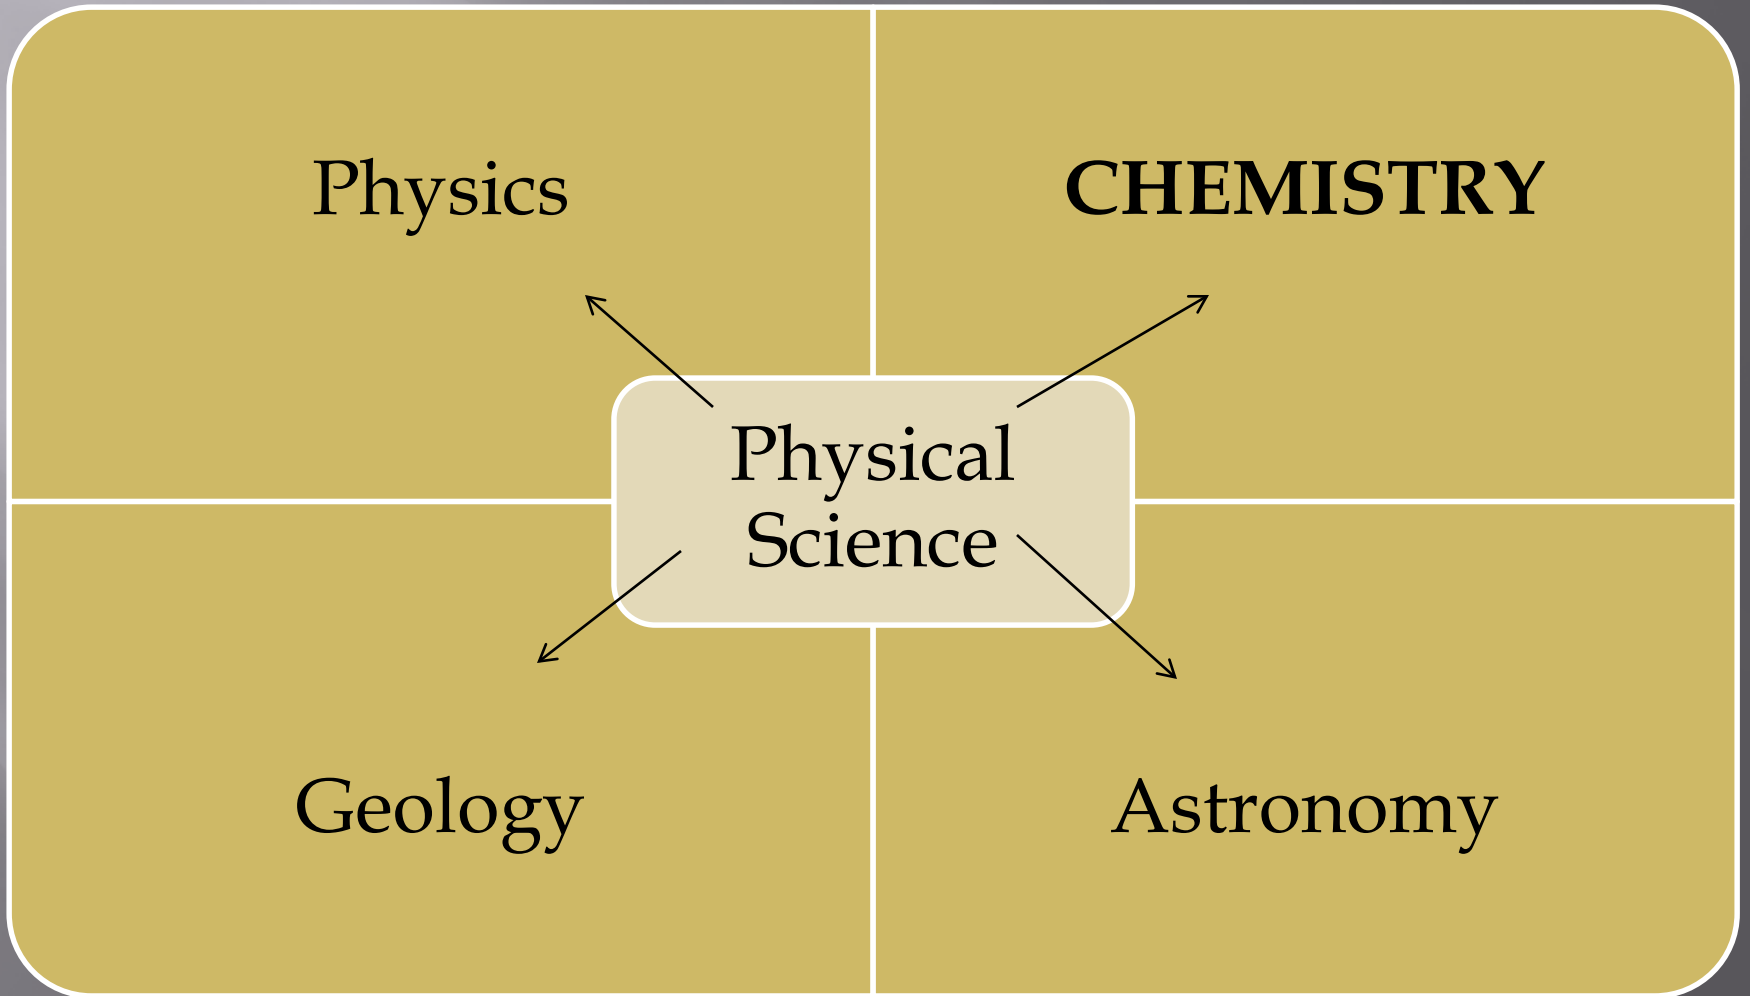 Physics
CHEMISTRY
Physical
Science
Geology
Astronomy